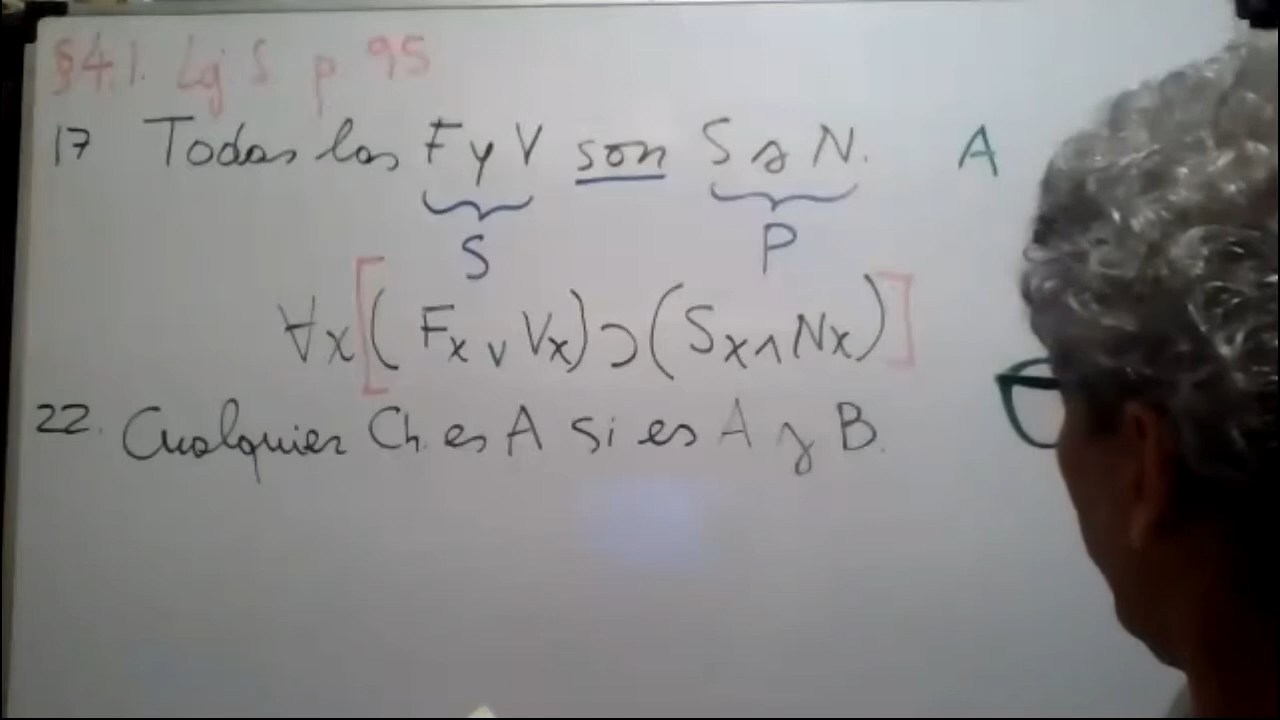 §4.1. Lg S p 95
17 Todas las F y V son S y N. A
S P
∀x[(Fx ∨ Vx) ⊃ (Sx ∧ Nx)]
22. Cualquier Ch. es A si es A y B.